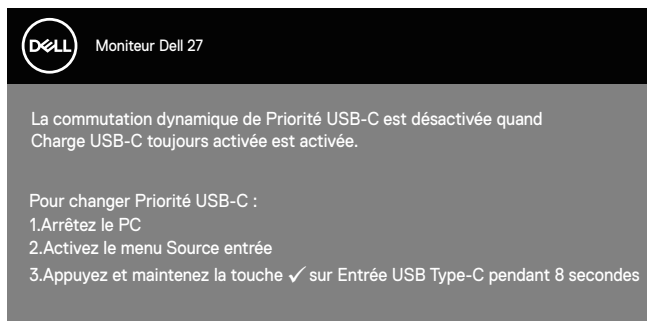 DELL
Moniteur Dell 27
La commutation dynamique de Priorité USB-C est désactivée quand
Charge USB-C toujours activée est activée.
Pour changer Priorité USB-C :
1.Arrêtez le PC
2.Activez le menu Source entrée
3.Appuyez et maintenez la touche ✓ sur Entrée USB Type-C pendant 8 secondes